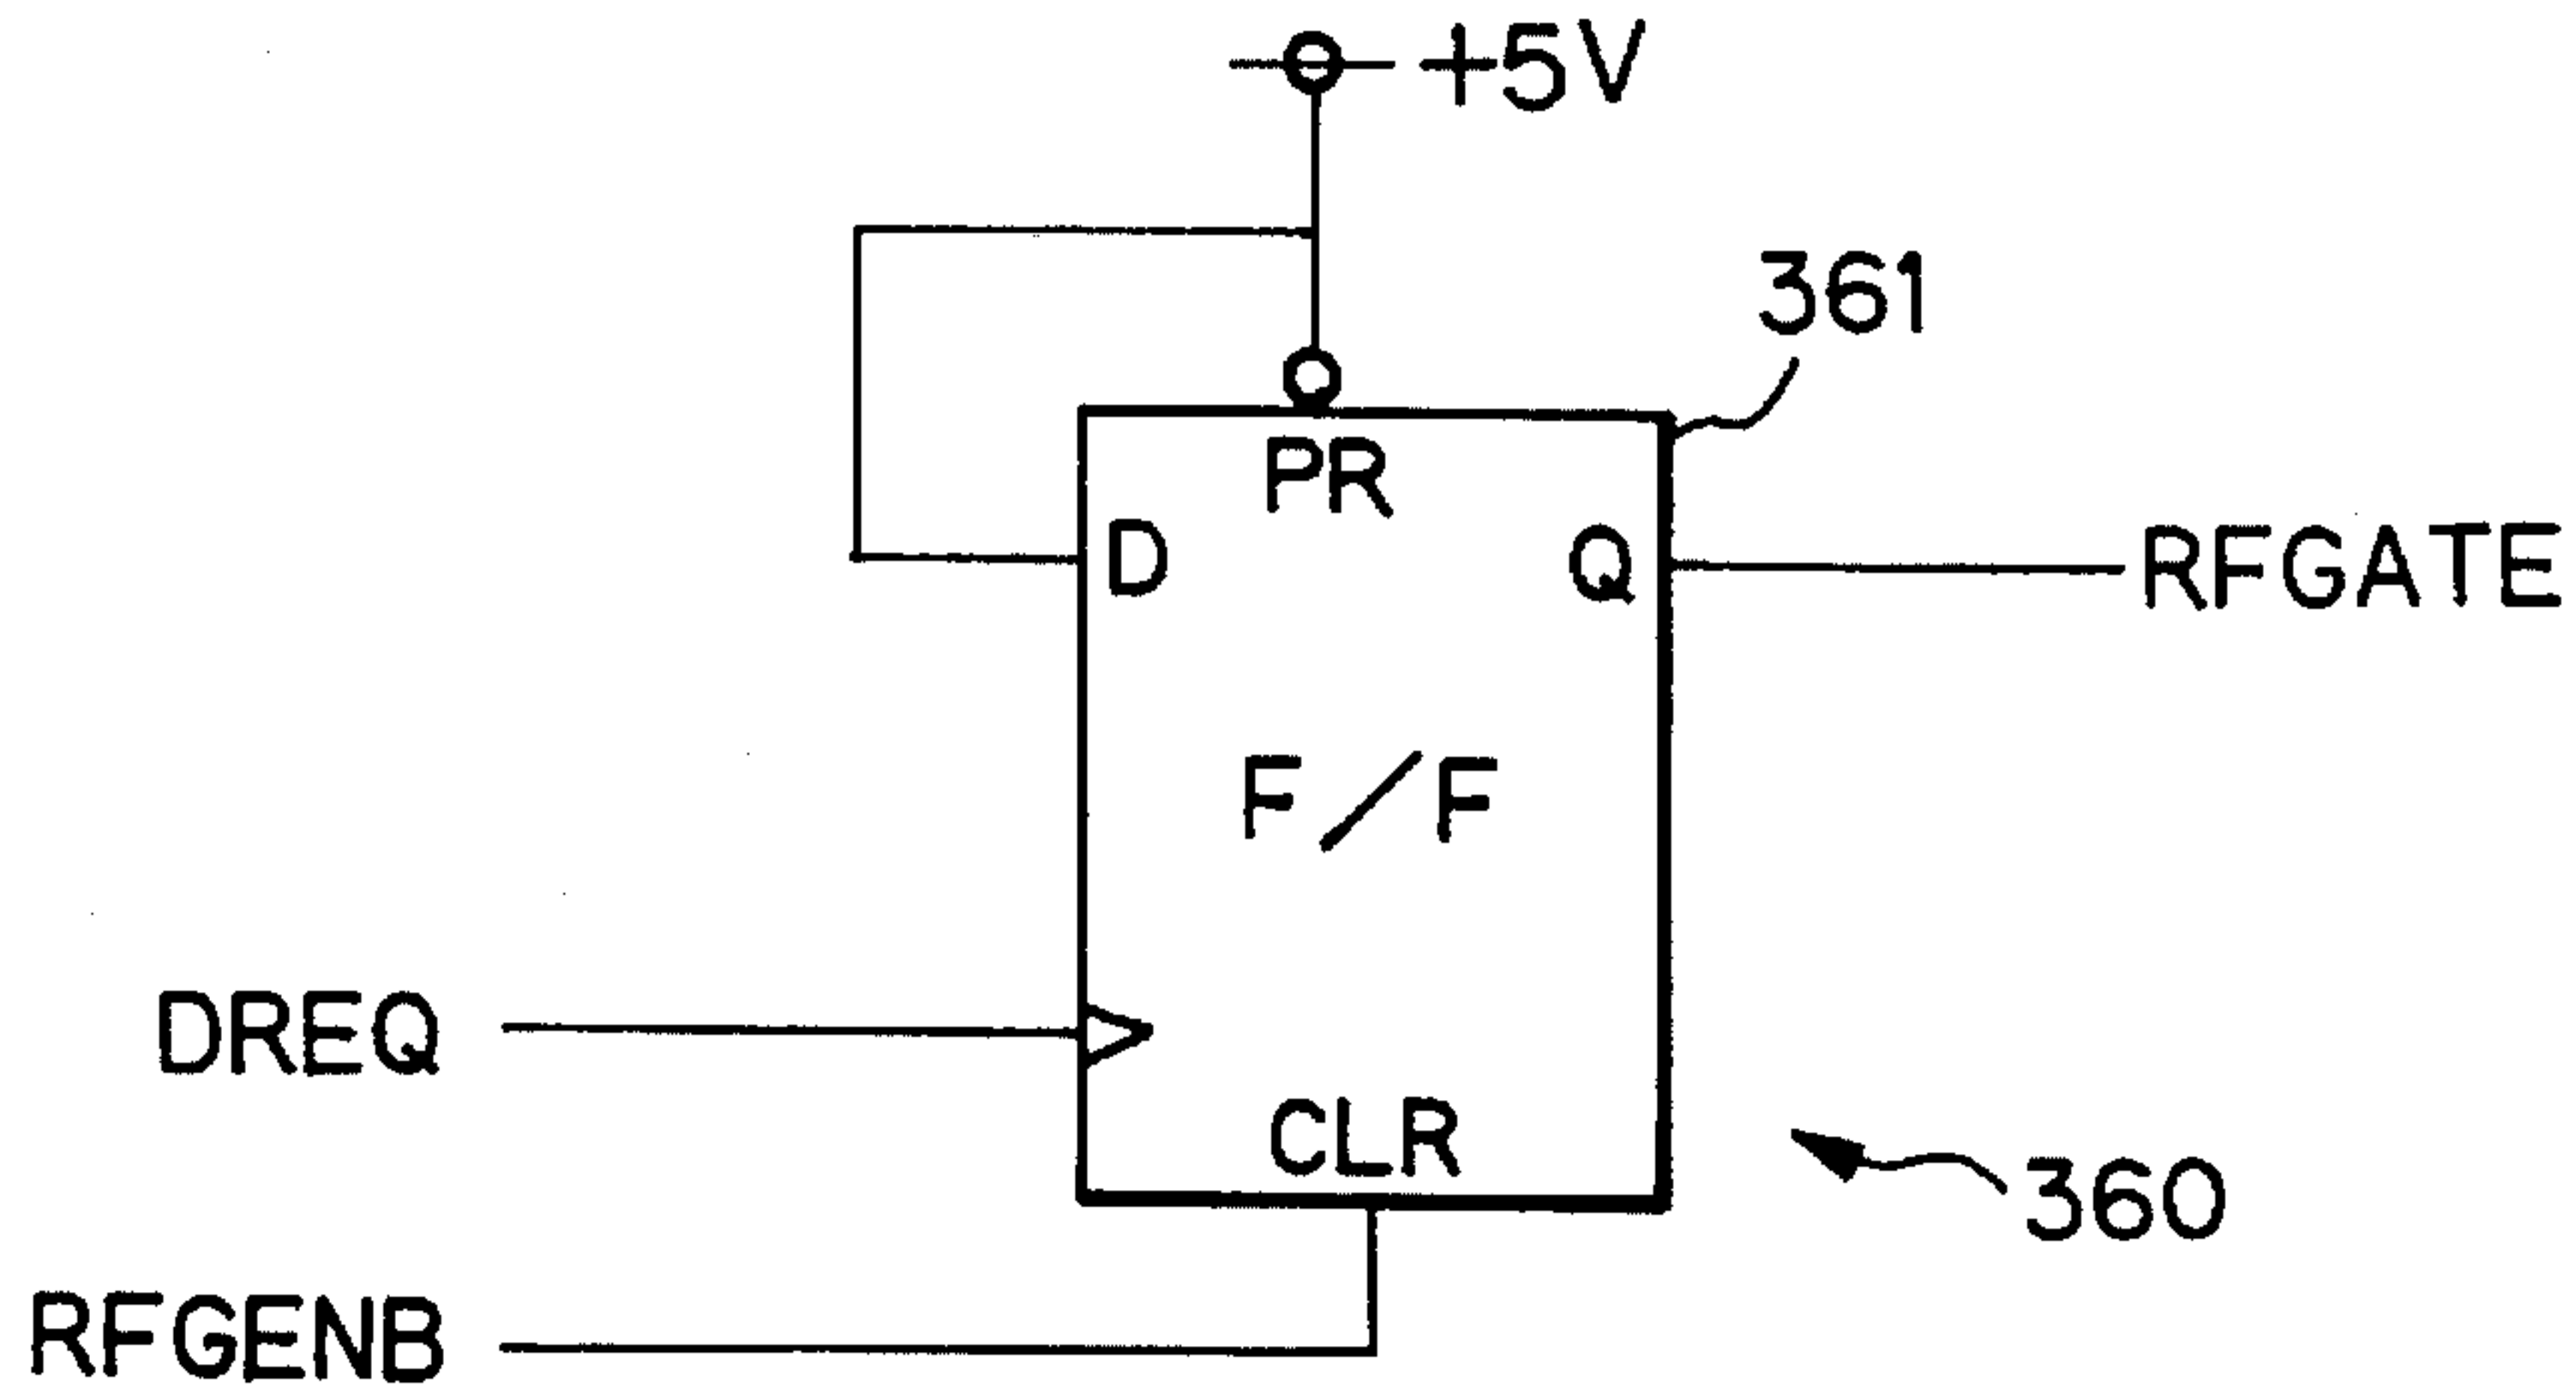 +5V
361
PR
D
Q
RFGATE
F/F
DREQ
CLR
360
RFGENB